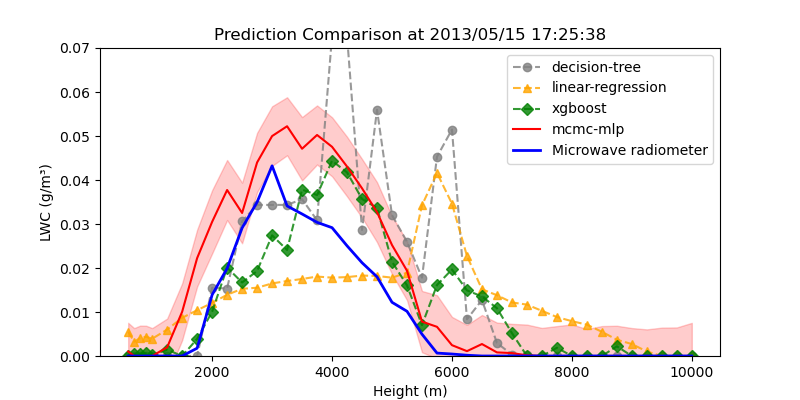 Prediction Comparison at 2013/05/15 17:25:38
0.07
0.06
0.05
0.04
0.03
0.02
0.01
0.00
LWC (g/m³)
decision-tree
linear-regression
xgboost
mcmc-mlp
Microwave radiometer
2000
4000
6000
8000
10000
Height (m)